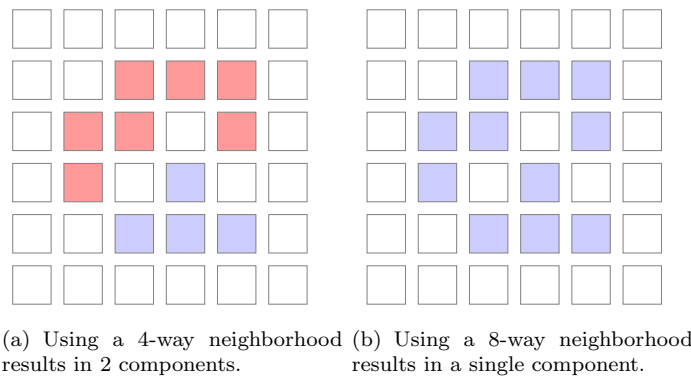 (a) Using a 4-way neighborhood
results in 2 components.
(b) Using a 8-way neighborhood
results in a single component.